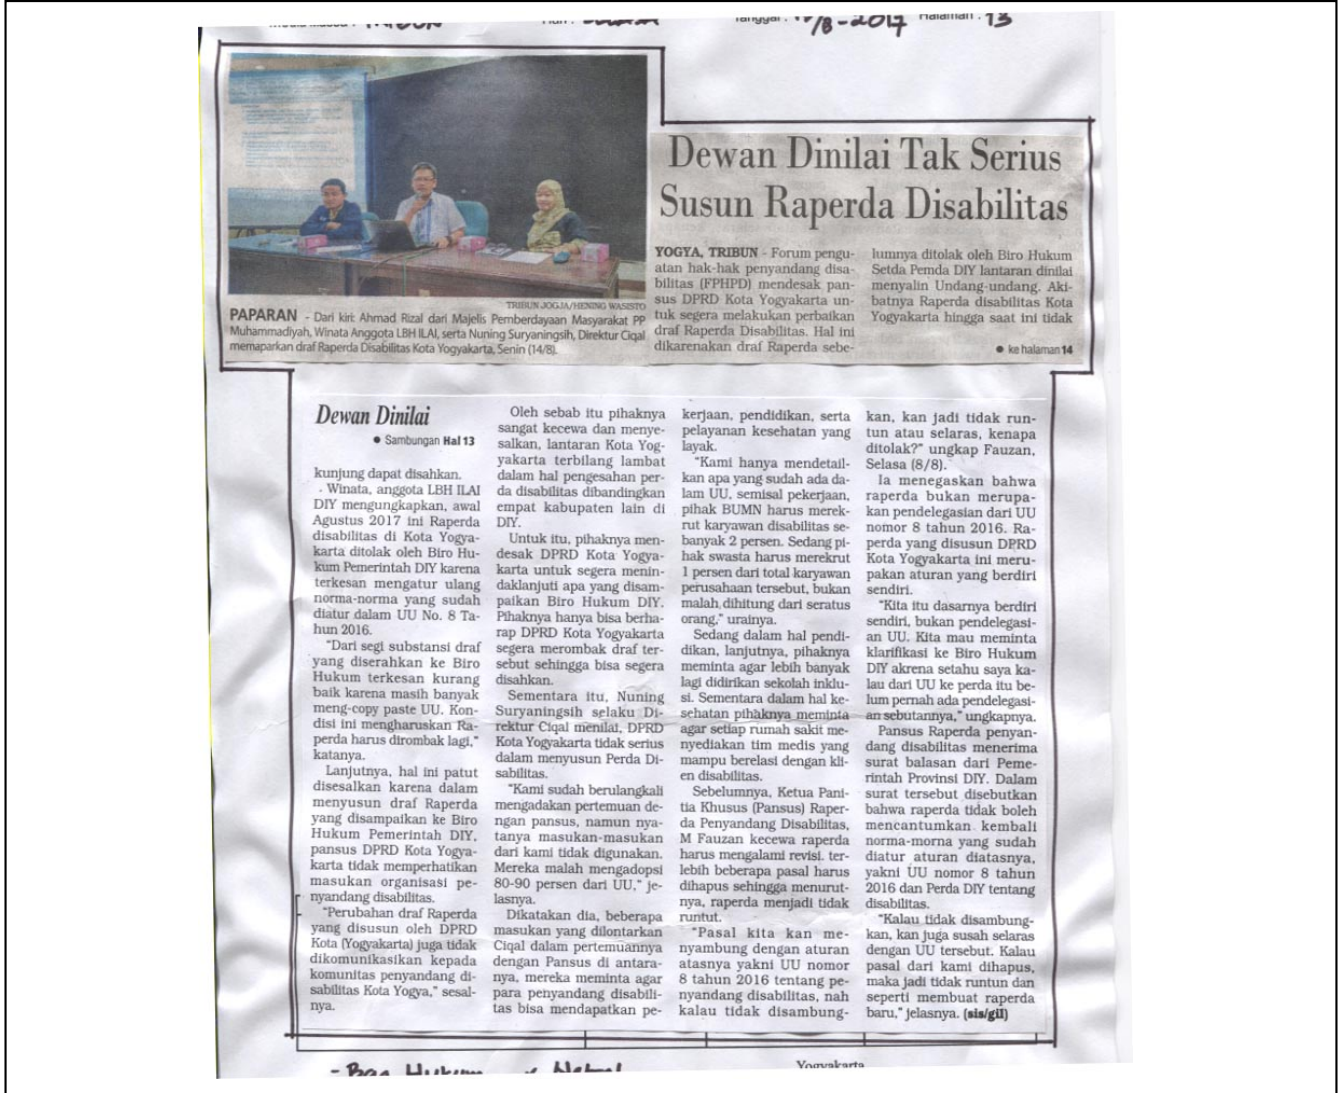 TRIBUN
Tanggal : /8-2017 Halaman : 13
TRIBUN JOGJA/HENING WASISTO
PAPARAN - Dari kiri: Ahmad Rizal dari Majelis Pemberdayaan Masyarakat PP
Muhammadiyah, Winata Anggota LBH ILAI, serta Nuning Suryaningsih, Direktur Ciqal
memaparkan draf Raperda Disabilitas Kota Yogyakarta, Senin (14/8).
Dewan Dinilai Tak Serius
Susun Raperda Disabilitas
YOGYA, TRIBUN - Forum pengu-
atan hak-hak penyandang disa-
bilitas (FPHPD) mendesak pan-
sus DPRD Kota Yogyakarta un-
tuk segera melakukan perbaikan
draf Raperda Disabilitas. Hal ini
dikarenakan draf Raperda sebe-
lumnya ditolak oleh Biro Hukum
Setda Pemda DIY lantaran dinilai
menyalin Undang-undang. Aki-
batnya Raperda disabilitas Kota
Yogyakarta hingga saat ini tidak
● ke halaman 14
Dewan Dinilai
● Sambungan Hal 13
kunjung dapat disahkan.
Winata, anggota LBH ILAI
DIY mengungkapkan, awal
Agustus 2017 ini Raperda
disabilitas di Kota Yogya-
karta ditolak oleh Biro Hu-
kum Pemerintah DIY karena
terkesan mengatur ulang
norma-norma yang sudah
diatur dalam UU No. 8 Ta-
hun 2016.
"Dari segi substansi draf
yang diserahkan ke Biro
Hukum terkesan kurang
baik karena masih banyak
meng-copy paste UU. Kon-
disi ini mengharuskan Ra-
perda harus dirombak lagi,"
katanya.
Lanjutnya, hal ini patut
disesalkan karena dalam
menyusun draf Raperda
yang disampaikan ke Biro
Hukum Pemerintah DIY,
pansus DPRD Kota Yogya-
karta tidak memperhatikan
masukan organisasi pe-
nyandang disabilitas.
"Perubahan draf Raperda
yang disusun oleh DPRD
Kota (Yogyakarta) juga tidak
dikomunikasikan kepada
komunitas penyandang di-
sabilitas Kota Yogya," sesal-
nya.
Oleh sebab itu pihaknya
sangat kecewa dan menye-
salkan, lantaran Kota Yog-
yakarta terbilang lambat
dalam hal pengesahan per-
da disabilitas dibandingkan
empat kabupaten lain di
DIY.
Untuk itu, pihaknya men-
desak DPRD Kota Yogya-
karta untuk segera menin-
daklanjuti apa yang disam-
paikan Biro Hukum DIY.
Pihaknya hanya bisa berha-
rap DPRD Kota Yogyakarta
segera merombak draf ter-
sebut sehingga bisa segera
disahkan.
Sementara itu, Nuning
Suryaningsih selaku Di-
rektur Ciqal menilai, DPRD
Kota Yogyakarta tidak serius
dalam menyusun Perda Di-
sabilitas.
"Kami sudah berulangkali
mengadakan pertemuan de-
ngan pansus, namun nya-
tanya masukan-masukan
dari kami tidak digunakan.
Mereka malah mengadopsi
80-90 persen dari UU," je-
lasnya.
Dikatakan dia, beberapa
masukan yang dilontarkan
Ciqal dalam pertemuannya
dengan Pansus di antara-
nya, mereka meminta agar
para penyandang disabili-
tas bisa mendapatkan pe-
kerjaan, pendidikan, serta
pelayanan kesehatan yang
layak.
"Kami hanya mendetail-
kan apa yang sudah ada da-
lam UU, semisal pekerjaan,
pihak BUMN harus merek-
rut karyawan disabilitas se-
banyak 2 persen. Sedang pi-
hak swasta harus merekrut
1 persen dari total karyawan
perusahaan tersebut, bukan
malah dihitung dari seratus
orang," urainya.
Sedang dalam hal pendi-
dikan, lanjutnya, pihaknya
meminta agar lebih banyak
lagi didirikan sekolah inklu-
si. Sementara dalam hal ke-
sehatan pihaknya meminta
agar setiap rumah sakit me-
nyediakan tim medis yang
mampu berelasi dengan kli-
en disabilitas.
Sebelumnya, Ketua Pani-
tia Khusus (Pansus) Raper-
da Penyandang Disabilitas,
M Fauzan kecewa raperda
harus mengalami revisi. ter-
lebih beberapa pasal harus
dihapus sehingga menurut-
nya, raperda menjadi tidak
runtut.
"Pasal kita kan me-
nyambung dengan aturan
atasnya yakni UU nomor
8 tahun 2016 tentang pe-
nyandang disabilitas, nah
kalau tidak disambung-
kan, kan jadi tidak run-
tun atau selaras, kenapa
ditolak?" ungkap Fauzan,
Selasa (8/8).
Ia menegaskan bahwa
raperda bukan merupa-
kan pendelegasian dari UU
nomor 8 tahun 2016. Ra-
perda yang disusun DPRD
Kota Yogyakarta ini meru-
pakan aturan yang berdiri
sendiri.
"Kita itu dasarnya berdiri
sendiri, bukan pendelegasi-
an UU. Kita mau meminta
klarifikasi ke Biro Hukum
DIY akrena setahu saya ka-
lau dari UU ke perda itu be-
lum pernah ada pendelegasi-
an sebutannya," ungkapnya.
Pansus Raperda penyan-
dang disabilitas menerima
surat balasan dari Peme-
rintah Provinsi DIY. Dalam
surat tersebut disebutkan
bahwa raperda tidak boleh
mencantumkan kembali
norma-morna yang sudah
diatur aturan diatasnya,
yakni UU nomor 8 tahun
2016 dan Perda DIY tentang
disabilitas.
"Kalau tidak disambung-
kan, kan juga susah selaras
dengan UU tersebut. Kalau
pasal dari kami dihapus,
maka jadi tidak runtun dan
seperti membuat raperda
baru," jelasnya. (sis/gil)
- Bag Hukum Netral
Yogyakarta